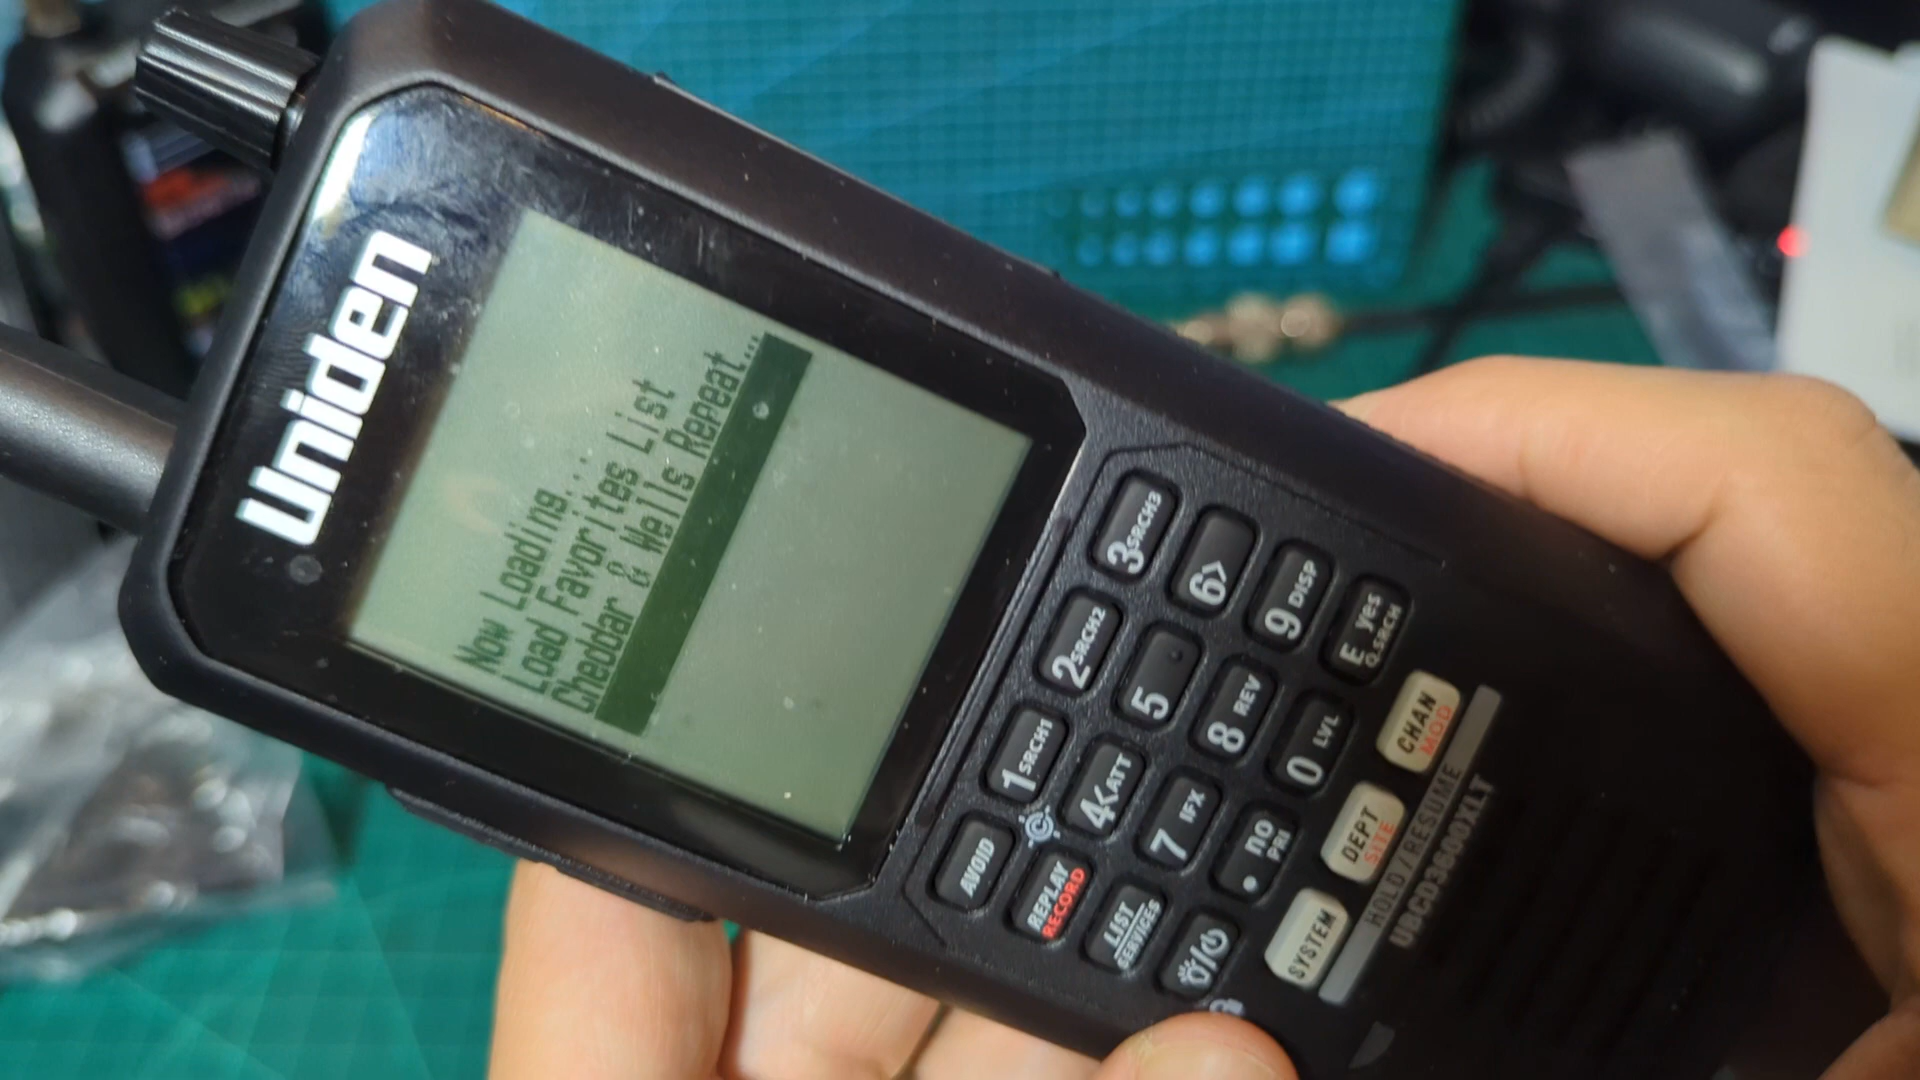 Uniden
Now Loading...
Load Favorites List
Cheddar & Wells Repeat...
1 SRCH1
2 SRCH2
3 SRCH3
4< ATT
5
6>
7 IFX
8 REV
9 DISP
. no PRI
0 LVL
E yes Q.SRCH
AVOID
REPLAY
RECORD
LIST
SERVICES
SYSTEM
DEPT
SITE
CHAN
MOD
HOLD/RESUME
UBCD3600XLT